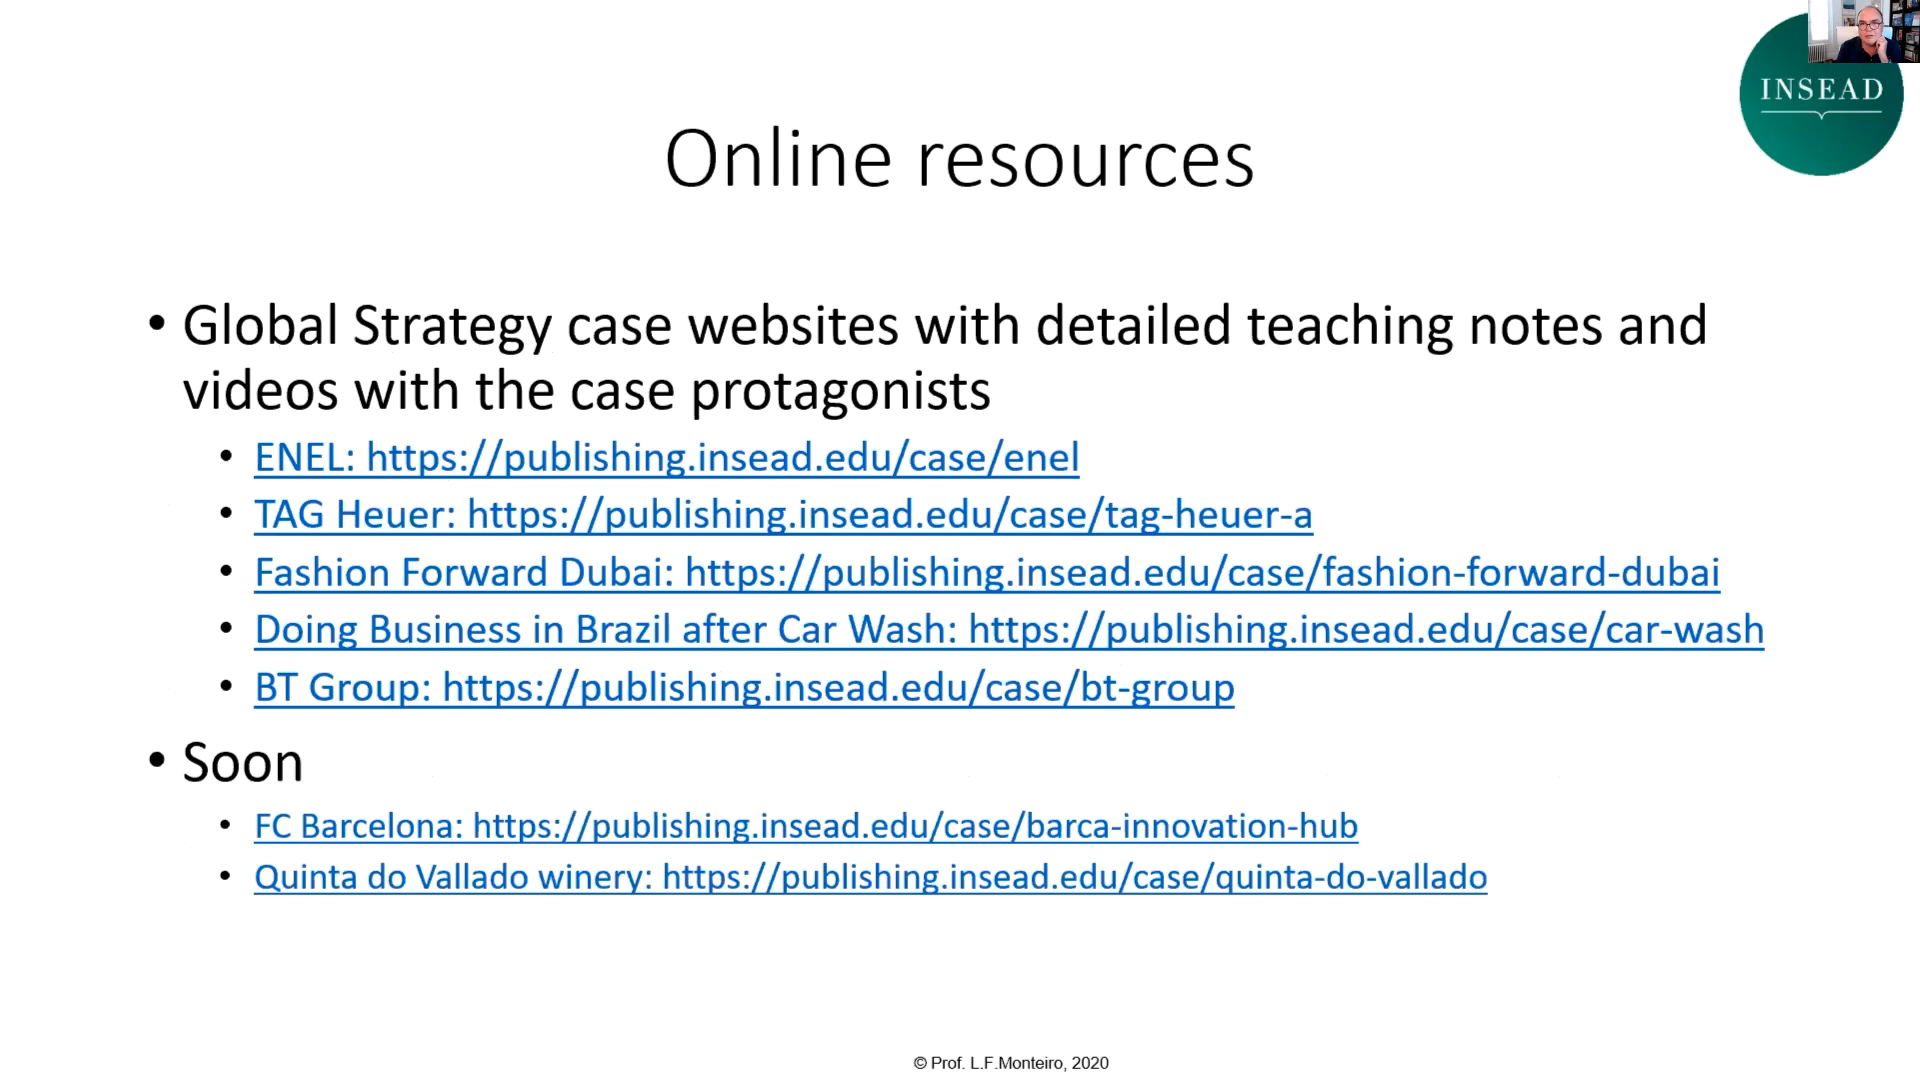 INSEAD
Online resources
• Global Strategy case websites with detailed teaching notes and
videos with the case protagonists
• ENEL: https://publishing.insead.edu/case/enel
• TAG Heuer: https://publishing.insead.edu/case/tag-heuer-a
• Fashion Forward Dubai: https://publishing.insead.edu/case/fashion-forward-dubai
• Doing Business in Brazil after Car Wash: https://publishing.insead.edu/case/car-wash
• BT Group: https://publishing.insead.edu/case/bt-group
• Soon
• FC Barcelona: https://publishing.insead.edu/case/barca-innovation-hub
• Quinta do Vallado winery: https://publishing.insead.edu/case/quinta-do-vallado
© Prof. L.F.Monteiro, 2020